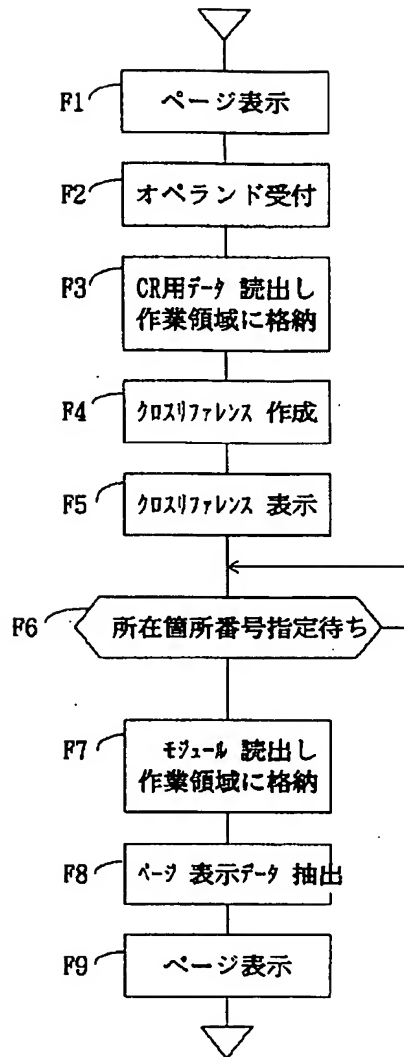 F1 ページ表示
F2 オペランド受付
F3 CR用ﾃﾞｰﾀ 読出し
作業領域に格納
F4 ｸﾛｽﾘﾌｧﾚﾝｽ 作成
F5 ｸﾛｽﾘﾌｧﾚﾝｽ 表示
F6 所在箇所番号指定待ち
F7 ﾓｼﾞｭｰﾙ 読出し
作業領域に格納
F8 ﾍﾟｰｼﾞ 表示ﾃﾞｰﾀ 抽出
F9 ページ表示